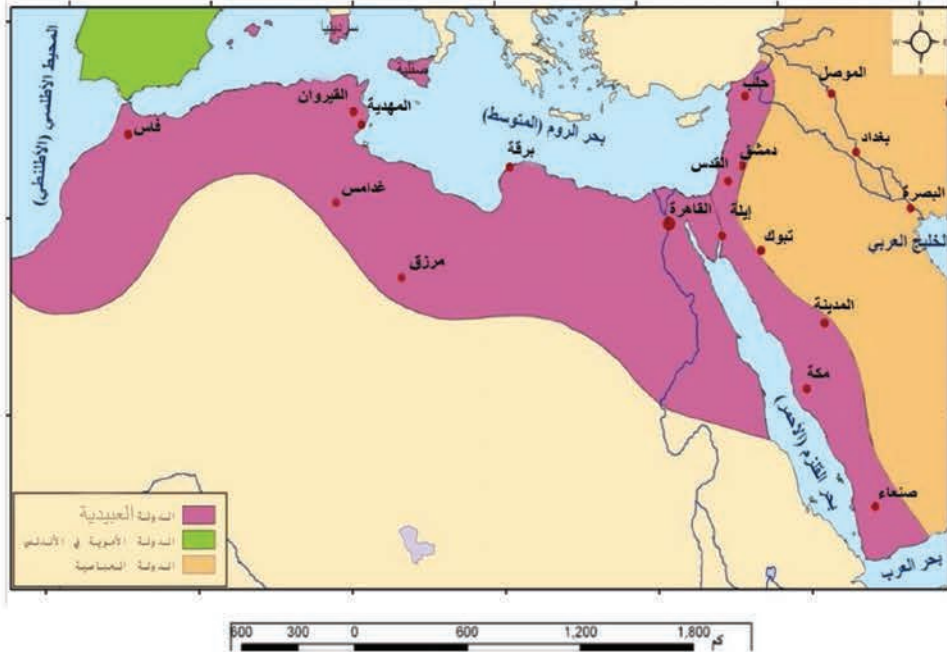 المحيط الأطلسي (الأطلنطي)
سردينيا
صقلية
القيروان
المهدية
فاس
بحر الروم (المتوسط)
برقة
غدامس
مرزق
حلب
الموصل
دمشق
بغداد
القدس
البصرة
القاهرة
إيلة
تبوك
الخليج العربي
المدينة
مكة
بحر القلزم (الأحمر)
صنعاء
بحر العرب
الدولة العبيدية
الدولة الأموية في الأندلس
الدولة العباسية
N
W
E
S
600 300 0 600 1,200 1,800 كم